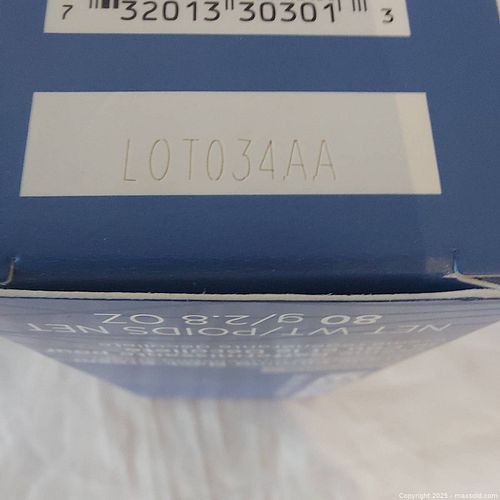 7 32013 30301 3
LOT034AA
NET WT/POIDS NET
80 g/2.8 OZ
Copyright 2025 - maxsold.com